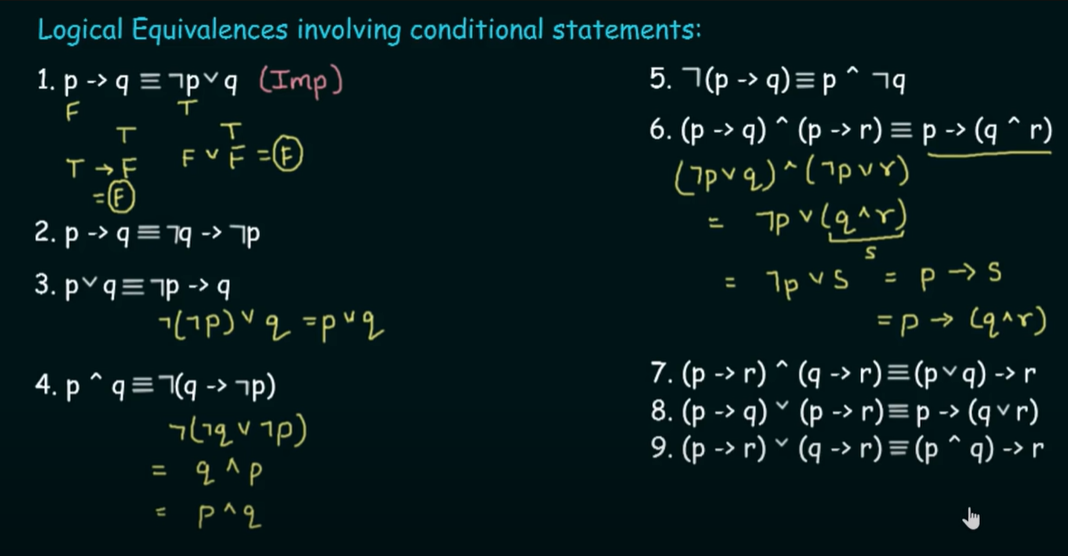 Logical Equivalences involving conditional statements:
1. p -> q ≡ ¬p ˅ q (Imp)
F T
T T
T → F F ˅ F = F
= F
2. p -> q ≡ ¬q -> ¬p
3. p ˅ q ≡ ¬p -> q
¬(¬p) ˅ q = p ˅ q
4. p ^ q ≡ ¬(q -> ¬p)
¬(¬q ˅ ¬p)
= q ^ p
= p ^ q
5. ¬(p -> q) ≡ p ^ ¬q
6. (p -> q) ^ (p -> r) ≡ p -> (q ^ r)
(¬p ˅ q) ^ (¬p ˅ r)
= ¬p ˅ (q ^ r)
s
= ¬p ˅ s = p → s
= p → (q ^ r)
7. (p -> r) ^ (q -> r) ≡ (p ˅ q) -> r
8. (p -> q) ˅ (p -> r) ≡ p -> (q ˅ r)
9. (p -> r) ˅ (q -> r) ≡ (p ^ q) -> r